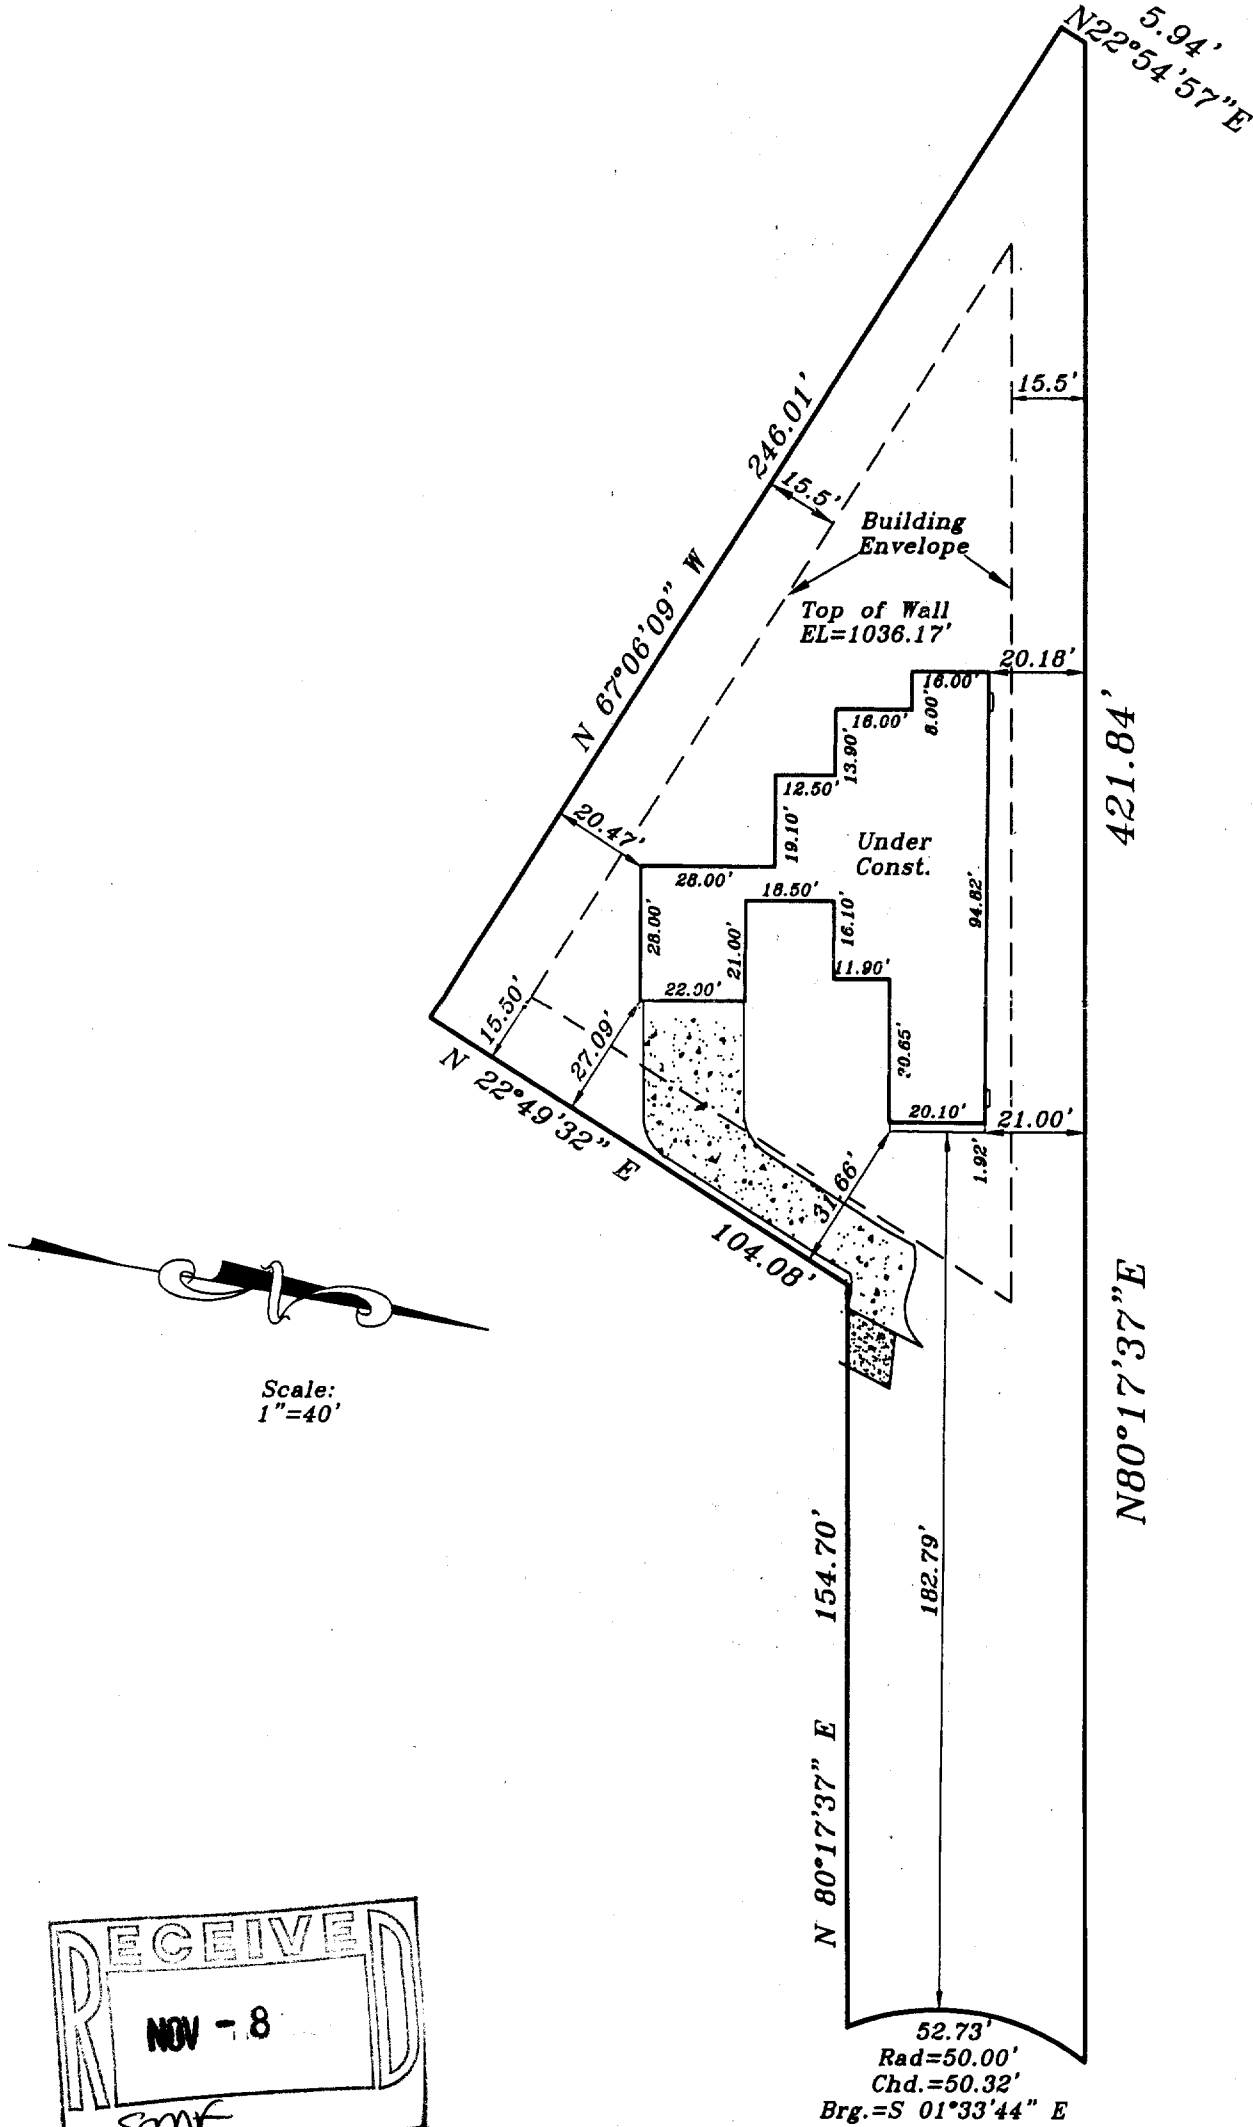 5.94'
N22°54'57"E
15.5'
246.01'
15.5'
Building
Envelope
N 67°06'09" W
Top of Wall
EL=1036.17'
20.18'
16.00'
8.00'
16.00'
13.90'
421.84'
12.50'
19.10'
20.47'
Under
Const.
28.00'
18.50'
94.82'
28.00'
21.00'
16.10'
11.90'
22.00'
15.50'
27.09'
N 22°49'32" E
20.10'
21.00'
1.92'
31.66'
104.08'
N80°17'37"E
Scale:
1"=40'
154.70'
182.79'
N 80°17'37" E
RECEIVED
NOV - 8
52.73'
Rad=50.00'
Chd.=50.32'
Brg.=S 01°33'44" E